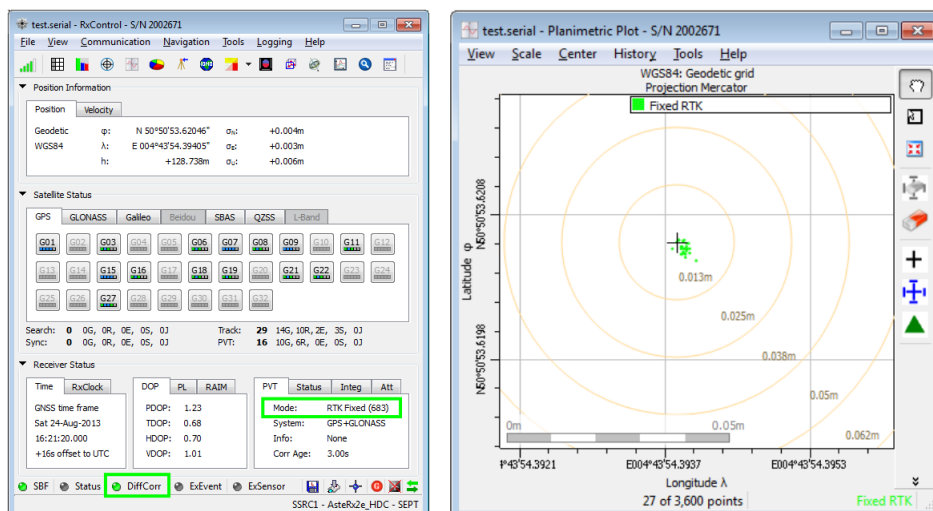 test.serial - RxControl - S/N 2002671
File View Communication Navigation Tools Logging Help
Position Information
Position Velocity
Geodetic φ: N 50°50'53.62046" σN: +0.004m
WGS84 λ: E 004°43'54.39405" σE: +0.003m
h: +128.738m σU: +0.006m
Satellite Status
GPS GLONASS Galileo Beidou SBAS QZSS L-Band
G01 G02 G03 G04 G05 G06 G07 G08 G09 G10 G11 G12
G13 G14 G15 G16 G17 G18 G19 G20 G21 G22 G23 G24
G25 G26 G27 G28 G29 G30 G31 G32
Search: 0 0G, 0R, 0E, 0S, 0J Track: 29 14G, 10R, 2E, 3S, 0J
Sync: 0 0G, 0R, 0E, 0S, 0J PVT: 16 10G, 6R, 0E, 0S, 0J
Receiver Status
Time RxClock DOP PL RAIM PVT Status Integ Att
GNSS time frame PDOP: 1.23 Mode: RTK Fixed (683)
Sat 24-Aug-2013 TDOP: 0.68 System: GPS+GLONASS
16:21:20.000 HDOP: 0.70 Info: None
+16s offset to UTC VDOP: 1.01 Corr Age: 3.00s
SBF Status DiffCorr ExEvent ExSensor
SSRC1 - AsteRx2e_HDC - SEPT
test.serial - Planimetric Plot - S/N 2002671
View Scale Center History Tools Help
WGS84: Geodetic grid
Projection Mercator
Fixed RTK
N50°50'53.6208
Latitude φ
N50°50'53.6198
0.013m
0.025m
0.038m
0.05m
0.062m
0m 0.05m
4°43'54.3921 E004°43'54.3937 E004°43'54.3953
Longitude λ
27 of 3,600 points Fixed RTK